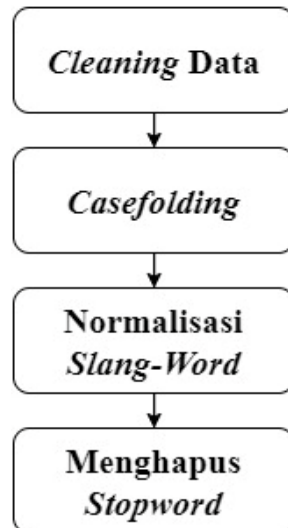 Cleaning Data
Casefolding
Normalisasi
Slang-Word
Menghapus
Stopword